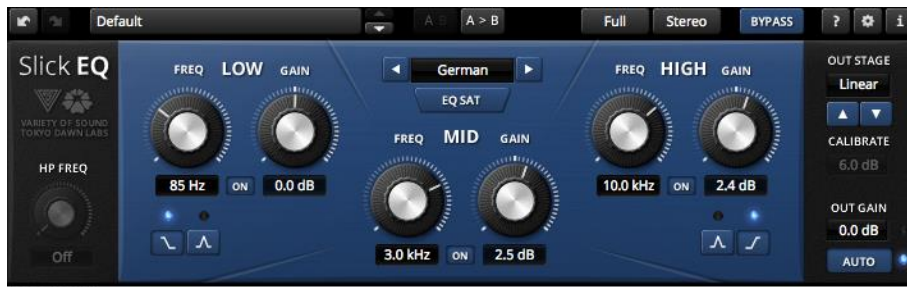 Default
A B
A > B
Full
Stereo
BYPASS
?
i
Slick EQ
VARIETY OF SOUND
TOKYO DAWN LABS
HP FREQ
Off
FREQ LOW GAIN
85 Hz ON 0.0 dB
German
EQ SAT
FREQ MID GAIN
3.0 kHz ON 2.5 dB
FREQ HIGH GAIN
10.0 kHz ON 2.4 dB
OUT STAGE
Linear
CALIBRATE
6.0 dB
OUT GAIN
0.0 dB
AUTO